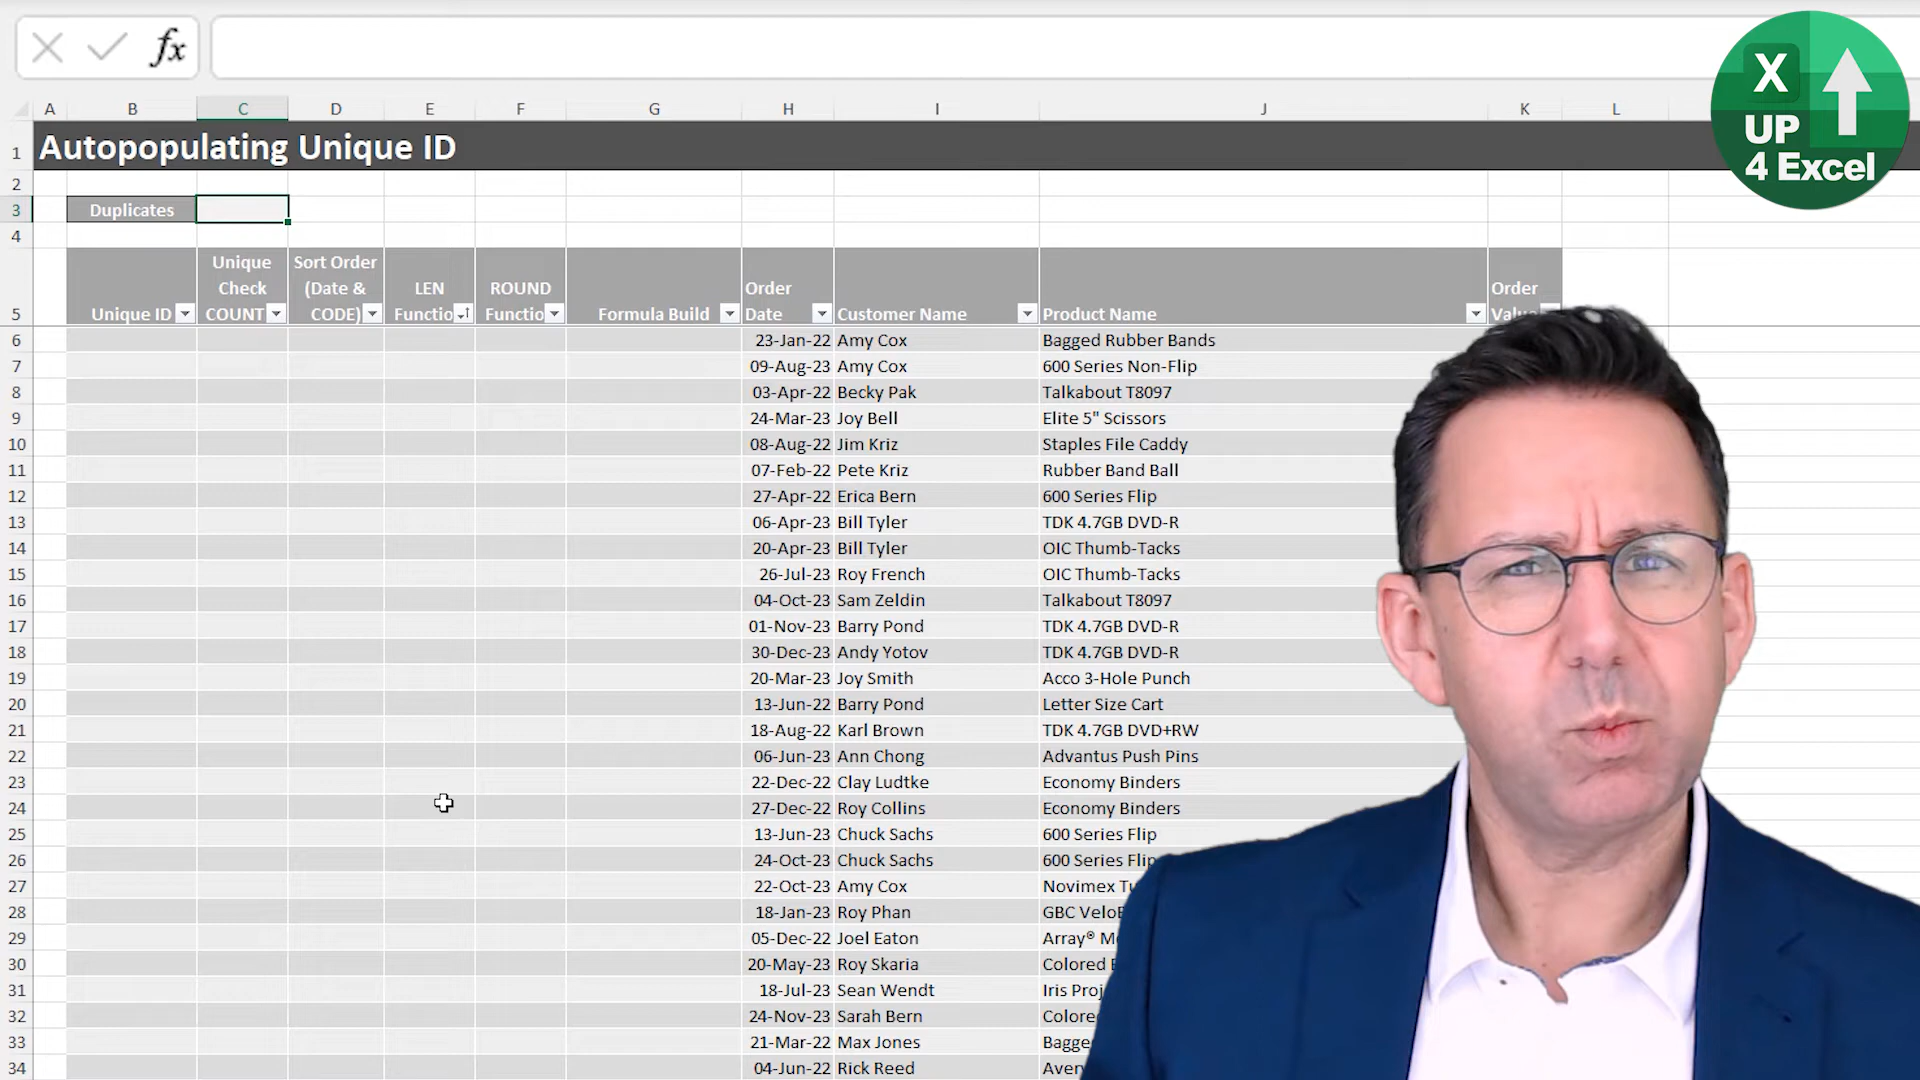 fx
X
UP
4 Excel
A B C D E F G H I J K L
1 Autopopulating Unique ID
2
3 Duplicates
4
Unique Sort Order
Check (Date & LEN ROUND Order Order
5 Unique ID COUNT CODE) Functio Functio Formula Build Date Customer Name Product Name Valu
6 23-Jan-22 Amy Cox Bagged Rubber Bands
7 09-Aug-23 Amy Cox 600 Series Non-Flip
8 03-Apr-22 Becky Pak Talkabout T8097
9 24-Mar-23 Joy Bell Elite 5" Scissors
10 08-Aug-22 Jim Kriz Staples File Caddy
11 07-Feb-22 Pete Kriz Rubber Band Ball
12 27-Apr-22 Erica Bern 600 Series Flip
13 06-Apr-23 Bill Tyler TDK 4.7GB DVD-R
14 20-Apr-23 Bill Tyler OIC Thumb-Tacks
15 26-Jul-23 Roy French OIC Thumb-Tacks
16 04-Oct-23 Sam Zeldin Talkabout T8097
17 01-Nov-23 Barry Pond TDK 4.7GB DVD-R
18 30-Dec-23 Andy Yotov TDK 4.7GB DVD-R
19 20-Mar-23 Joy Smith Acco 3-Hole Punch
20 13-Jun-22 Barry Pond Letter Size Cart
21 18-Aug-22 Karl Brown TDK 4.7GB DVD+RW
22 06-Jun-23 Ann Chong Advantus Push Pins
23 22-Dec-22 Clay Ludtke Economy Binders
24 27-Dec-22 Roy Collins Economy Binders
25 13-Jun-23 Chuck Sachs 600 Series Flip
26 24-Oct-23 Chuck Sachs 600 Series Flip
27 22-Oct-23 Amy Cox Novimex
28 18-Jan-23 Roy Phan GBC
29 05-Dec-22 Joel Eaton Array®
30 20-May-23 Roy Skaria Colored
31 18-Jul-23 Sean Wendt Iris
32 24-Nov-23 Sarah Bern
33 21-Mar-22 Max Jones
34 04-Jun-22 Rick Reed